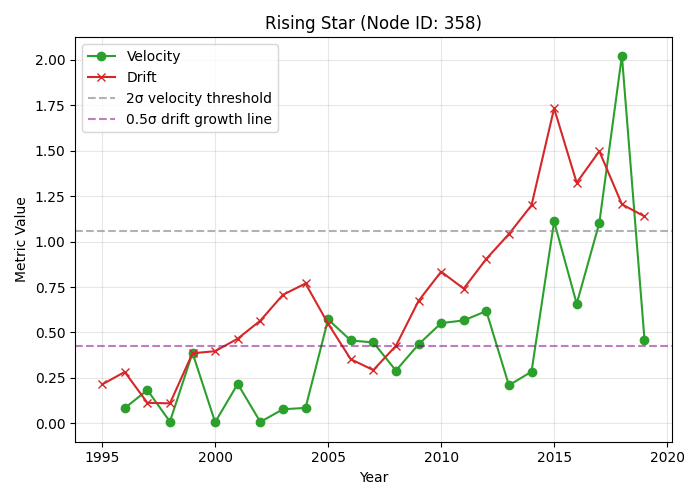 Rising Star (Node ID: 358)
Velocity
Drift
2σ velocity threshold
0.5σ drift growth line
Metric Value
2.00
1.75
1.50
1.25
1.00
0.75
0.50
0.25
0.00
1995 2000 2005 2010 2015 2020
Year